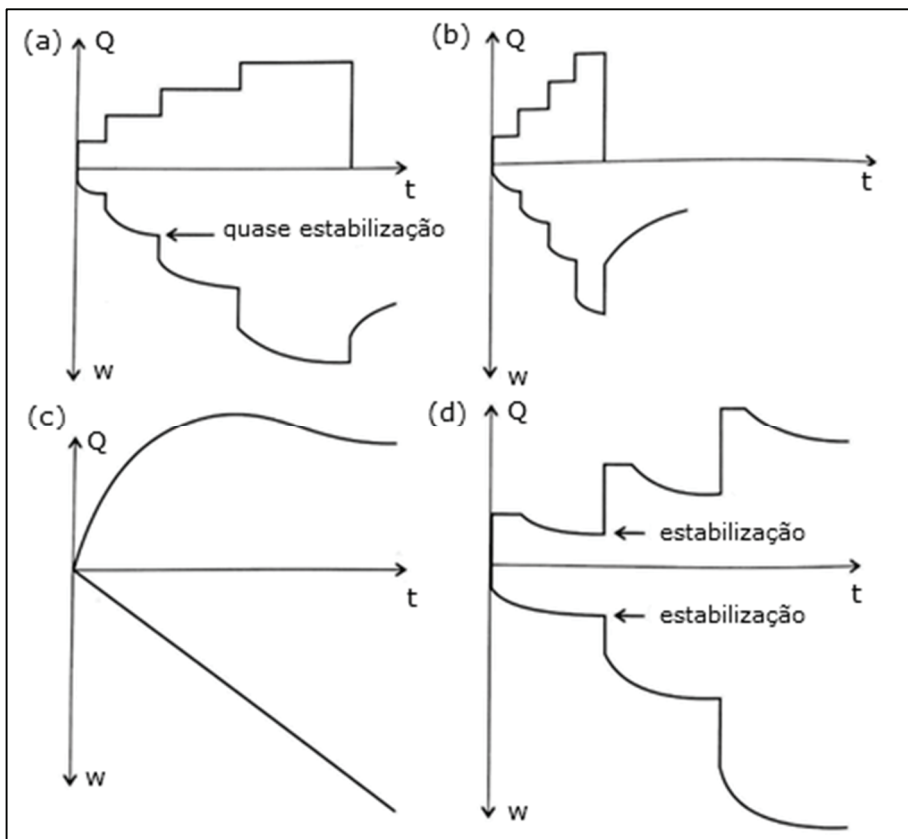 (a)
Q
t
quase estabilização
w
(b)
Q
t
w
(c)
Q
t
w
(d)
Q
estabilização
t
estabilização
w